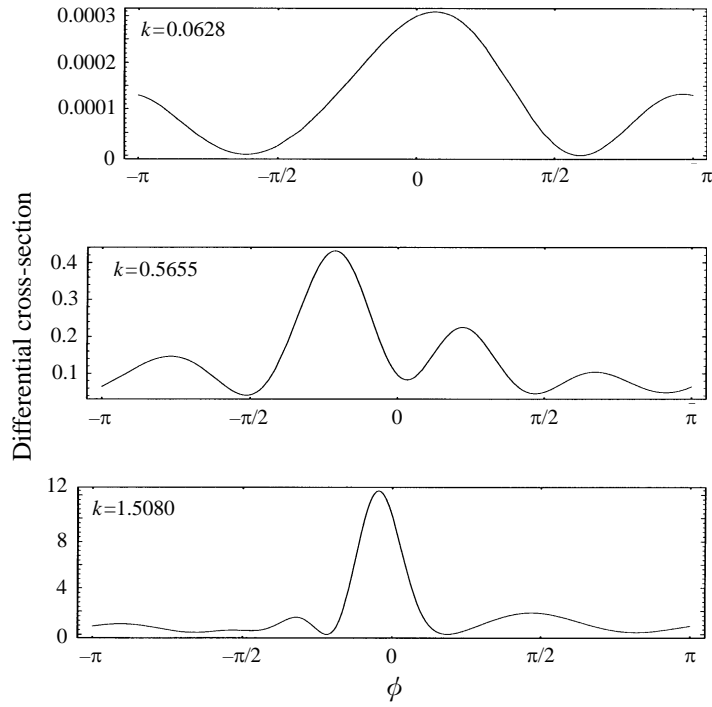 0.0003
k=0.0628
0.0002
0.0001
0
–π
–π/2
0
π/2
π
Differential cross-section
0.4
k=0.5655
0.3
0.2
0.1
–π
–π/2
0
π/2
π
12
k=1.5080
8
4
0
–π
–π/2
0
π/2
π
ϕ